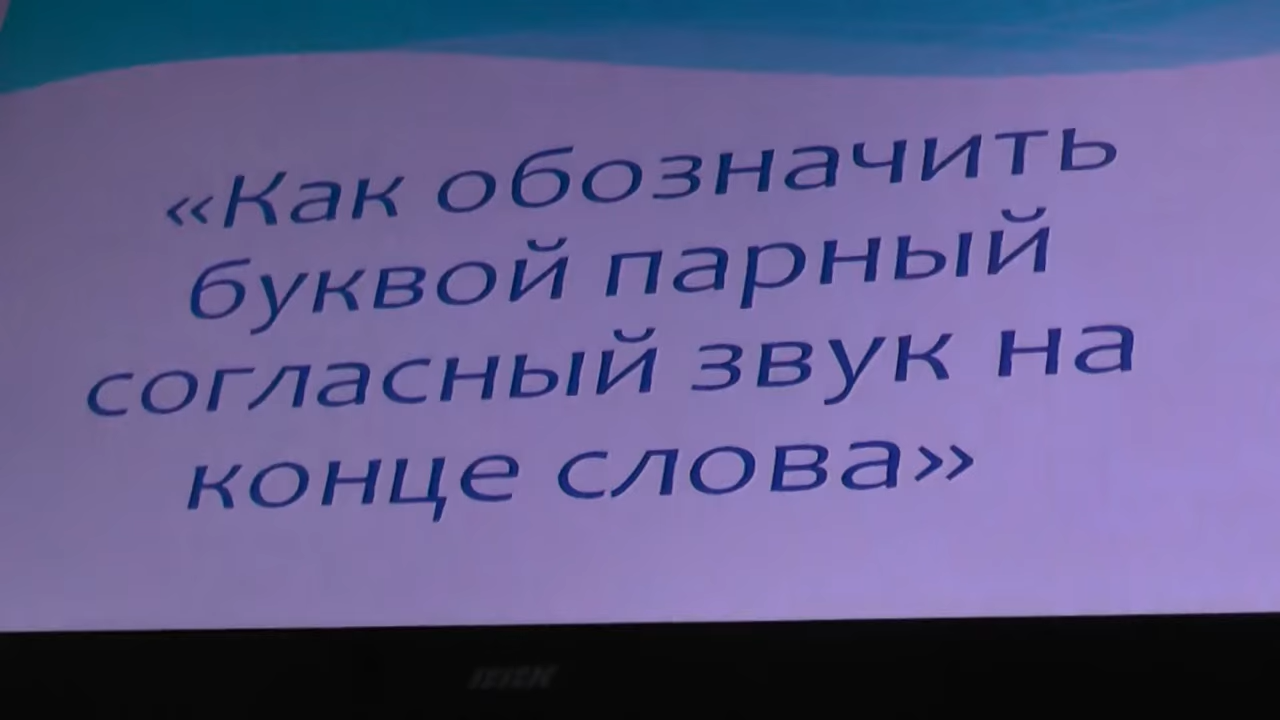 «Как обозначить
буквой парный
согласный звук на
конце слова»